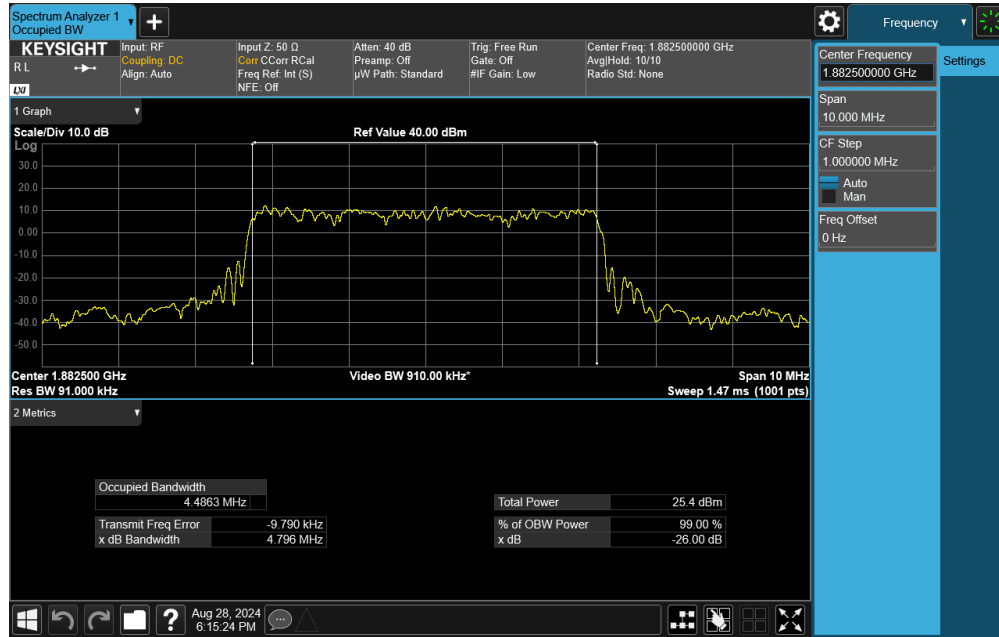 Spectrum Analyzer 1
Occupied BW
Frequency
KEYSIGHT
RL
LXI
Input: RF
Coupling: DC
Align: Auto
Input Z: 50 Ω
Corr CCorr RCal
Freq Ref: Int (S)
NFE: Off
Atten: 40 dB
Preamp: Off
µW Path: Standard
Trig: Free Run
Gate: Off
#IF Gain: Low
Center Freq: 1.882500000 GHz
Avg|Hold: 10/10
Radio Std: None
Center Frequency
1.882500000 GHz
Settings
Span
10.000 MHz
CF Step
1.000000 MHz
Auto
Man
Freq Offset
0 Hz
1 Graph
Scale/Div 10.0 dB
Ref Value 40.00 dBm
Log
30.0
20.0
10.0
0.00
-10.0
-20.0
-30.0
-40.0
-50.0
Center 1.882500 GHz
Video BW 910.00 kHz*
Span 10 MHz
Res BW 91.000 kHz
Sweep 1.47 ms (1001 pts)
2 Metrics
Occupied Bandwidth
4.4863 MHz
Total Power 25.4 dBm
Transmit Freq Error -9.790 kHz
% of OBW Power 99.00 %
x dB Bandwidth 4.796 MHz
x dB -26.00 dB
Aug 28, 2024
6:15:24 PM